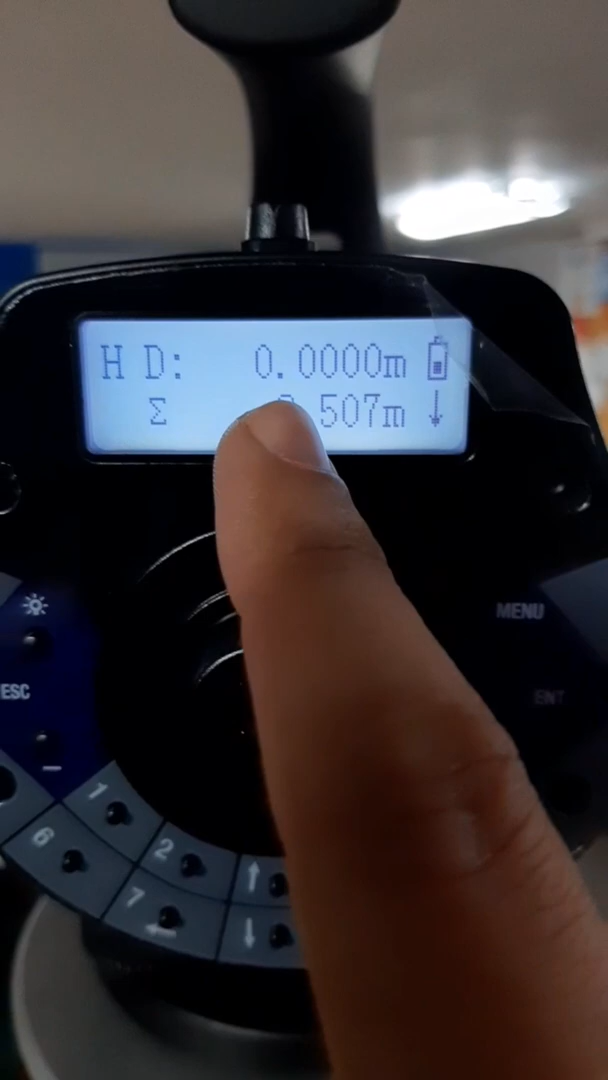 H D: 0.0000m
Σ .507m ↓
MENU
ESC
ENT
1
6
2
↑
7
↓